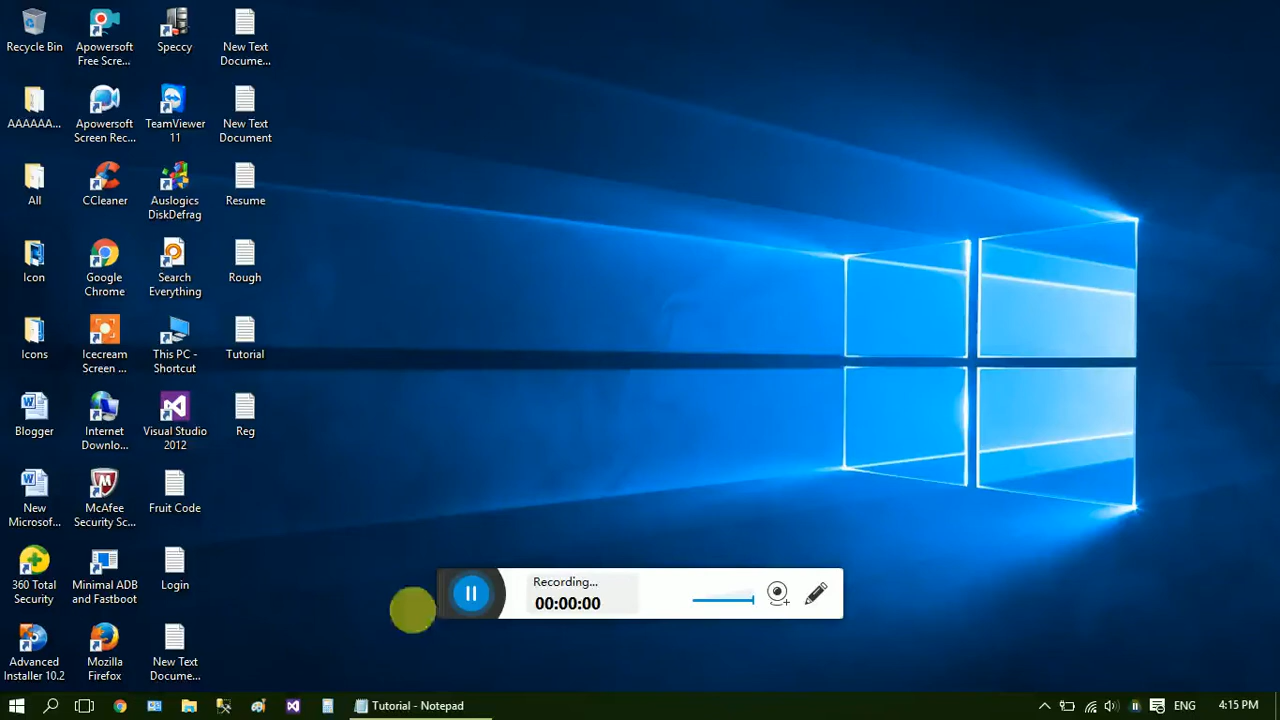 Recycle Bin
Apowersoft
Free Scre...
Speccy
New Text
Docume...
AAAAAA...
Apowersoft
Screen Rec...
TeamViewer
11
New Text
Document
All
CCleaner
Auslogics
DiskDefrag
Resume
Icon
Google
Chrome
Search
Everything
Rough
Icons
Icecream
Screen ...
This PC -
Shortcut
Tutorial
Blogger
Internet
Downlo...
Visual Studio
2012
Reg
New
Microsof...
McAfee
Security Sc...
Fruit Code
360 Total
Security
Minimal ADB
and Fastboot
Login
Advanced
Installer 10.2
Mozilla
Firefox
New Text
Docume...
Recording...
00:00:00
Tutorial - Notepad
ENG
4:15 PM